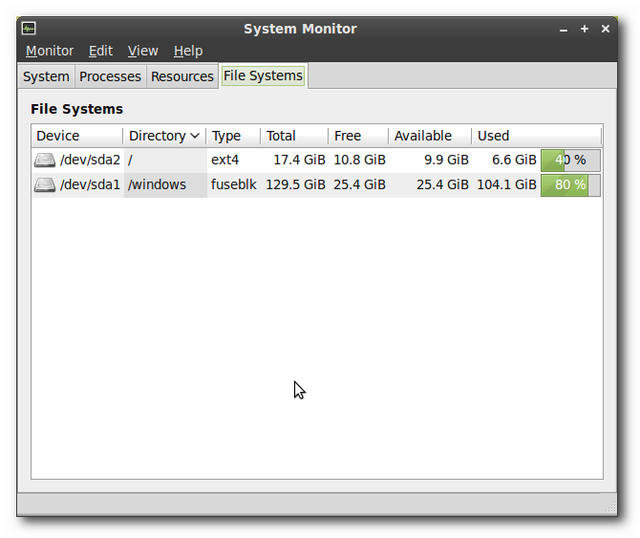 System Monitor
Monitor Edit View Help
System Processes Resources File Systems
File Systems
Device Directory Type Total Free Available Used
/dev/sda2 / ext4 17.4 GiB 10.8 GiB 9.9 GiB 6.6 GiB 40 %
/dev/sda1 /windows fuseblk 129.5 GiB 25.4 GiB 25.4 GiB 104.1 GiB 80 %